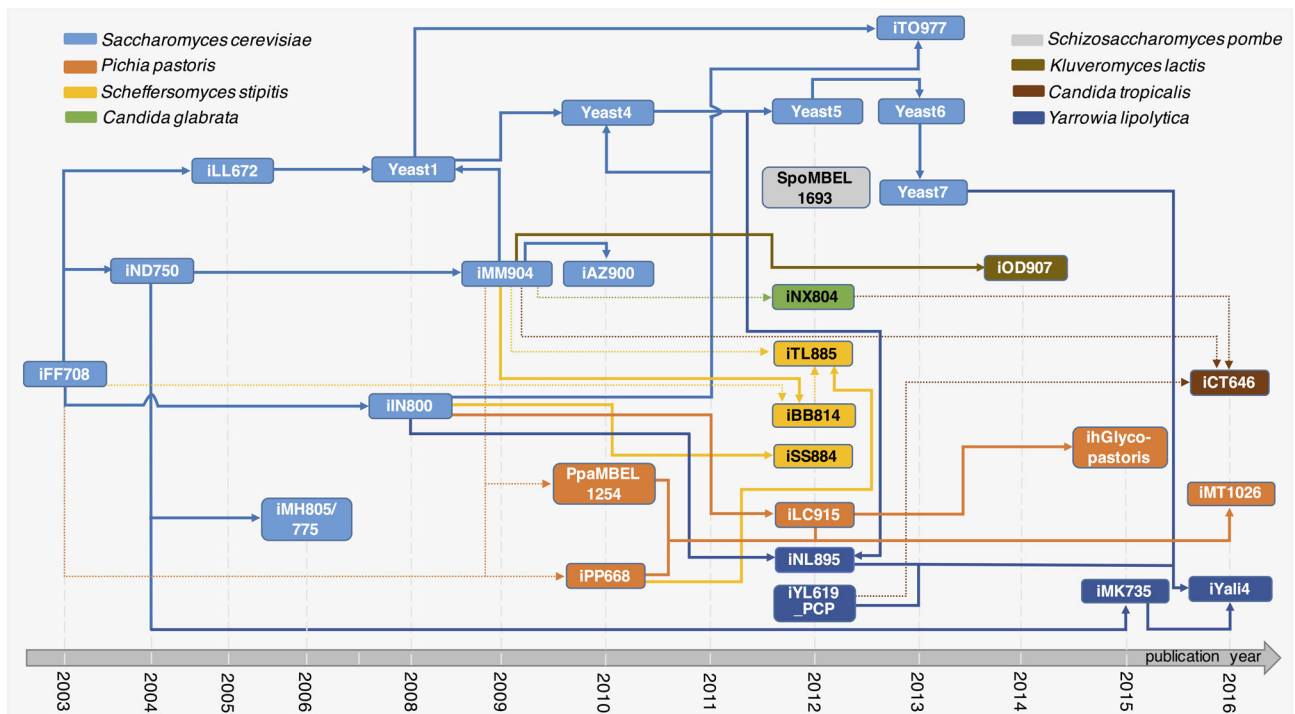 Saccharomyces cerevisiae
Pichia pastoris
Scheffersomyces stipitis
Candida glabrata
Schizosaccharomyces pombe
Kluveromyces lactis
Candida tropicalis
Yarrowia lipolytica
iTO977
Yeast4
Yeast5
Yeast6
iLL672
Yeast1
SpoMBEL
1693
Yeast7
iND750
iMM904
iAZ900
iOD907
iNX804
iTL885
iFF708
iCT646
iIN800
iBB814
iSS884
ihGlyco-
pastoris
PpaMBEL
1254
iMT1026
iMH805/
775
iLC915
iNL895
iPP668
iYL619
_PCP
iMK735
iYali4
publication year
2003
2004
2005
2006
2008
2009
2010
2011
2012
2013
2014
2015
2016